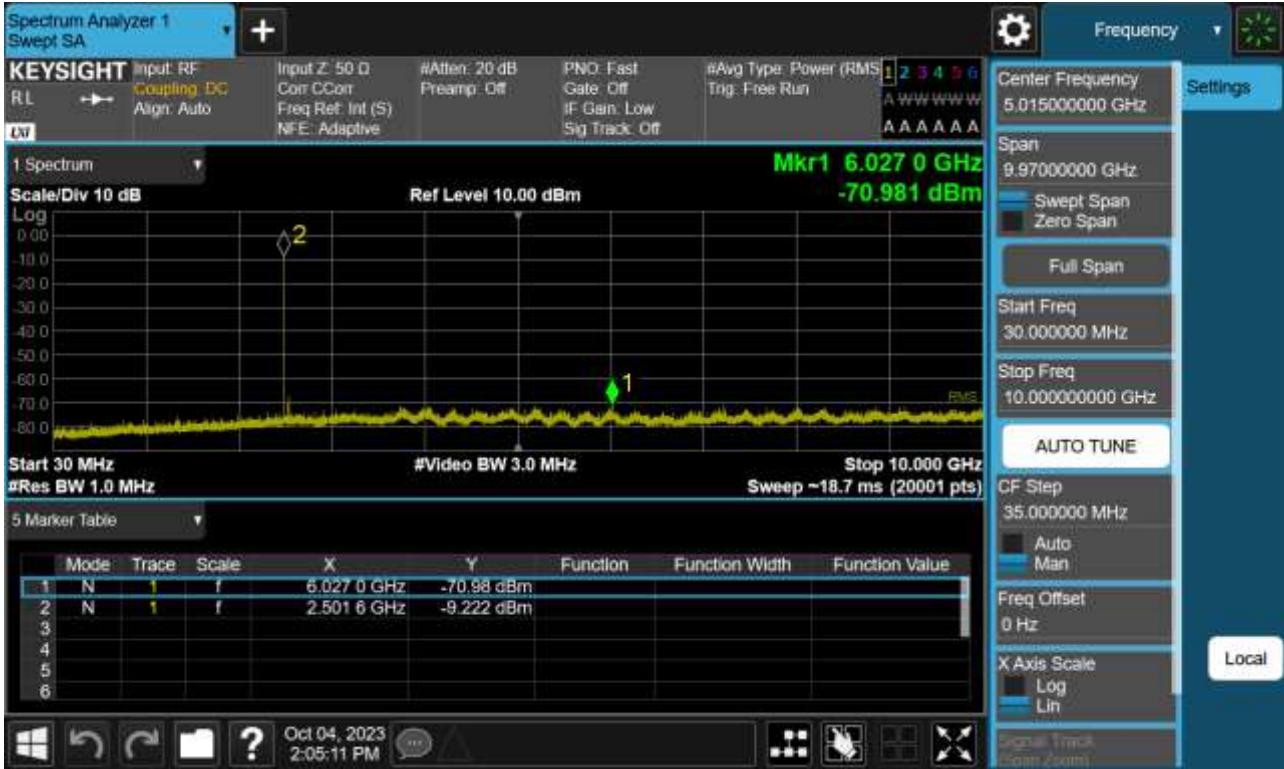 Spectrum Analyzer 1
Swept SA
+
Frequency
KEYSIGHT
RL
LXI
Input: RF
Coupling: DC
Align: Auto
Input Z: 50 Ω
Corr CCorr
Freq Ref: Int (S)
NFE: Adaptive
#Atten: 20 dB
Preamp: Off
PNO: Fast
Gate: Off
IF Gain: Low
Sig Track: Off
#Avg Type: Power (RMS
Trig: Free Run
1 2 3 4 5 6
A W W W W W
A A A A A A
1 Spectrum
Mkr1 6.027 0 GHz
-70.981 dBm
Scale/Div 10 dB
Ref Level 10.00 dBm
Log
0.00
-10.0
-20.0
-30.0
-40.0
-50.0
-60.0
-70.0
-80.0
2
1
RMS
Start 30 MHz
#Video BW 3.0 MHz
Stop 10.000 GHz
#Res BW 1.0 MHz
Sweep ~18.7 ms (20001 pts)
5 Marker Table
Mode Trace Scale X Y Function Function Width Function Value
1 N 1 f 6.027 0 GHz -70.98 dBm
2 N 1 f 2.501 6 GHz -9.222 dBm
3
4
5
6
?
Oct 04, 2023
2:05:11 PM
Center Frequency
5.015000000 GHz
Settings
Span
9.97000000 GHz
Swept Span
Zero Span
Full Span
Start Freq
30.000000 MHz
Stop Freq
10.000000000 GHz
AUTO TUNE
CF Step
35.000000 MHz
Auto
Man
Freq Offset
0 Hz
X Axis Scale
Log
Lin
Local
Signal Track
(Span Zoom)